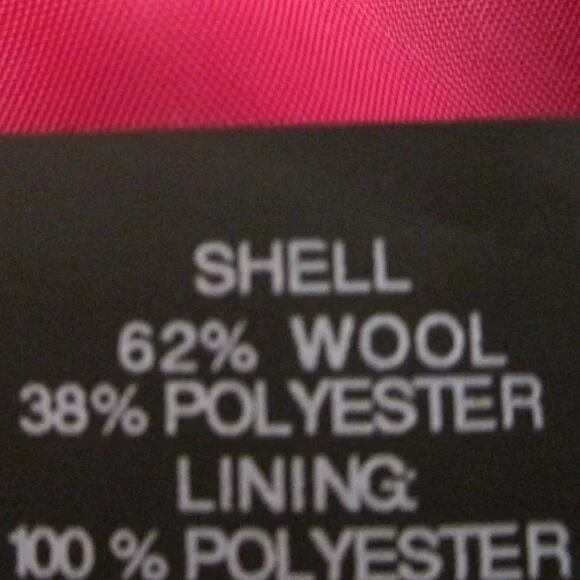 SHELL
62% WOOL
38% POLYESTER
LINING:
100 % POLYESTER